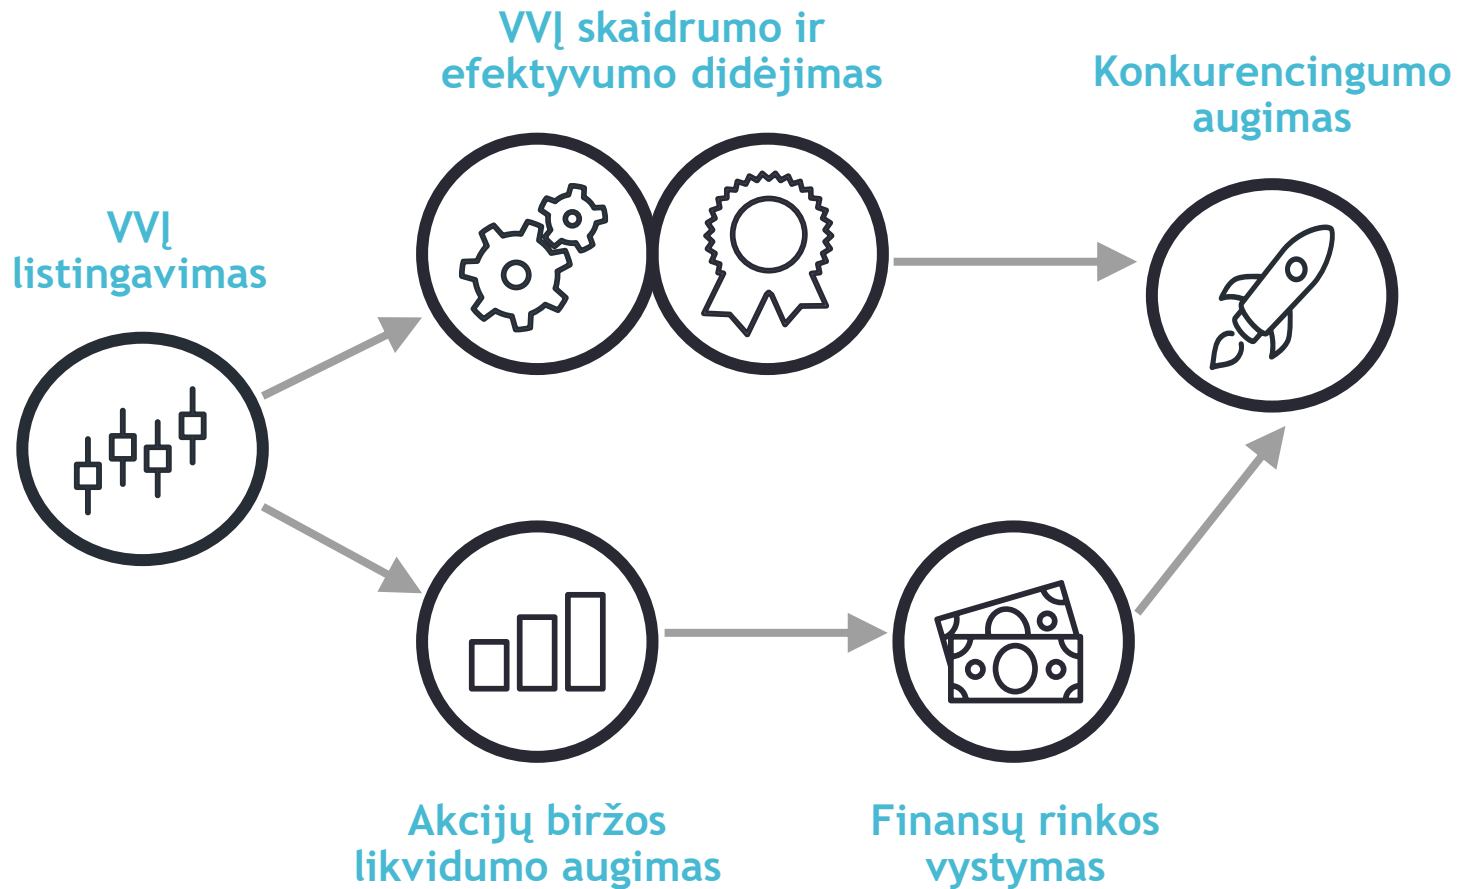 VVĮ skaidrumo ir
efektyvumo didėjimas
Konkurencingumo
augimas
VVĮ
listingavimas
Akcijų biržos
likvidumo augimas
Finansų rinkos
vystymas